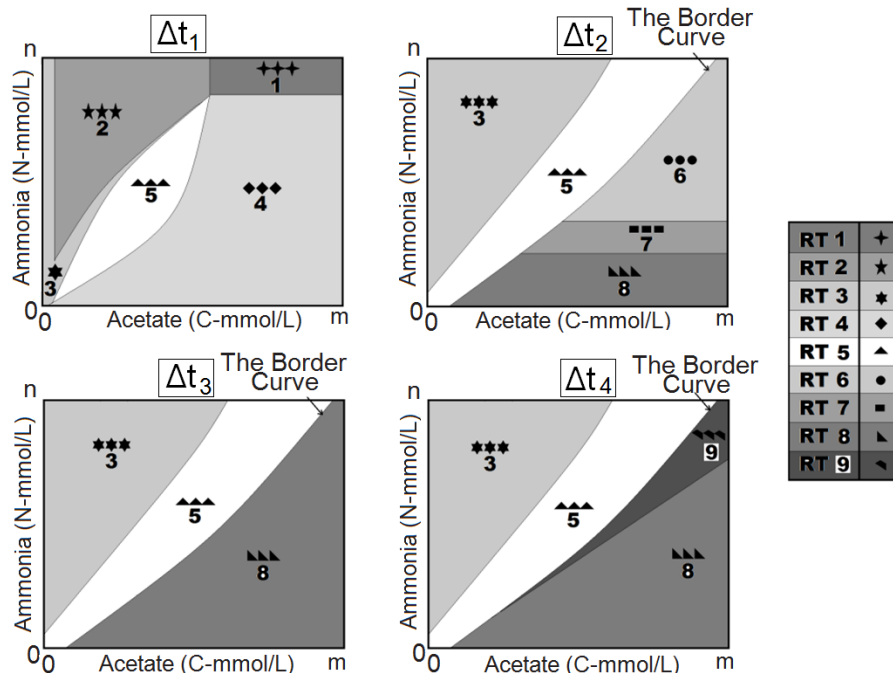 Δt1
n
Ammonia (N-mmol/L)
1
2
3
4
5
0
0
Acetate (C-mmol/L)
m
Δt2
The Border
Curve
n
Ammonia (N-mmol/L)
3
5
6
7
8
0
0
Acetate (C-mmol/L)
m
Δt3
The Border
Curve
n
Ammonia (N-mmol/L)
3
5
8
0
0
Acetate (C-mmol/L)
m
Δt4
The Border
Curve
n
Ammonia (N-mmol/L)
3
5
9
8
0
0
Acetate (C-mmol/L)
m
RT 1
RT 2
RT 3
RT 4
RT 5
RT 6
RT 7
RT 8
RT 9